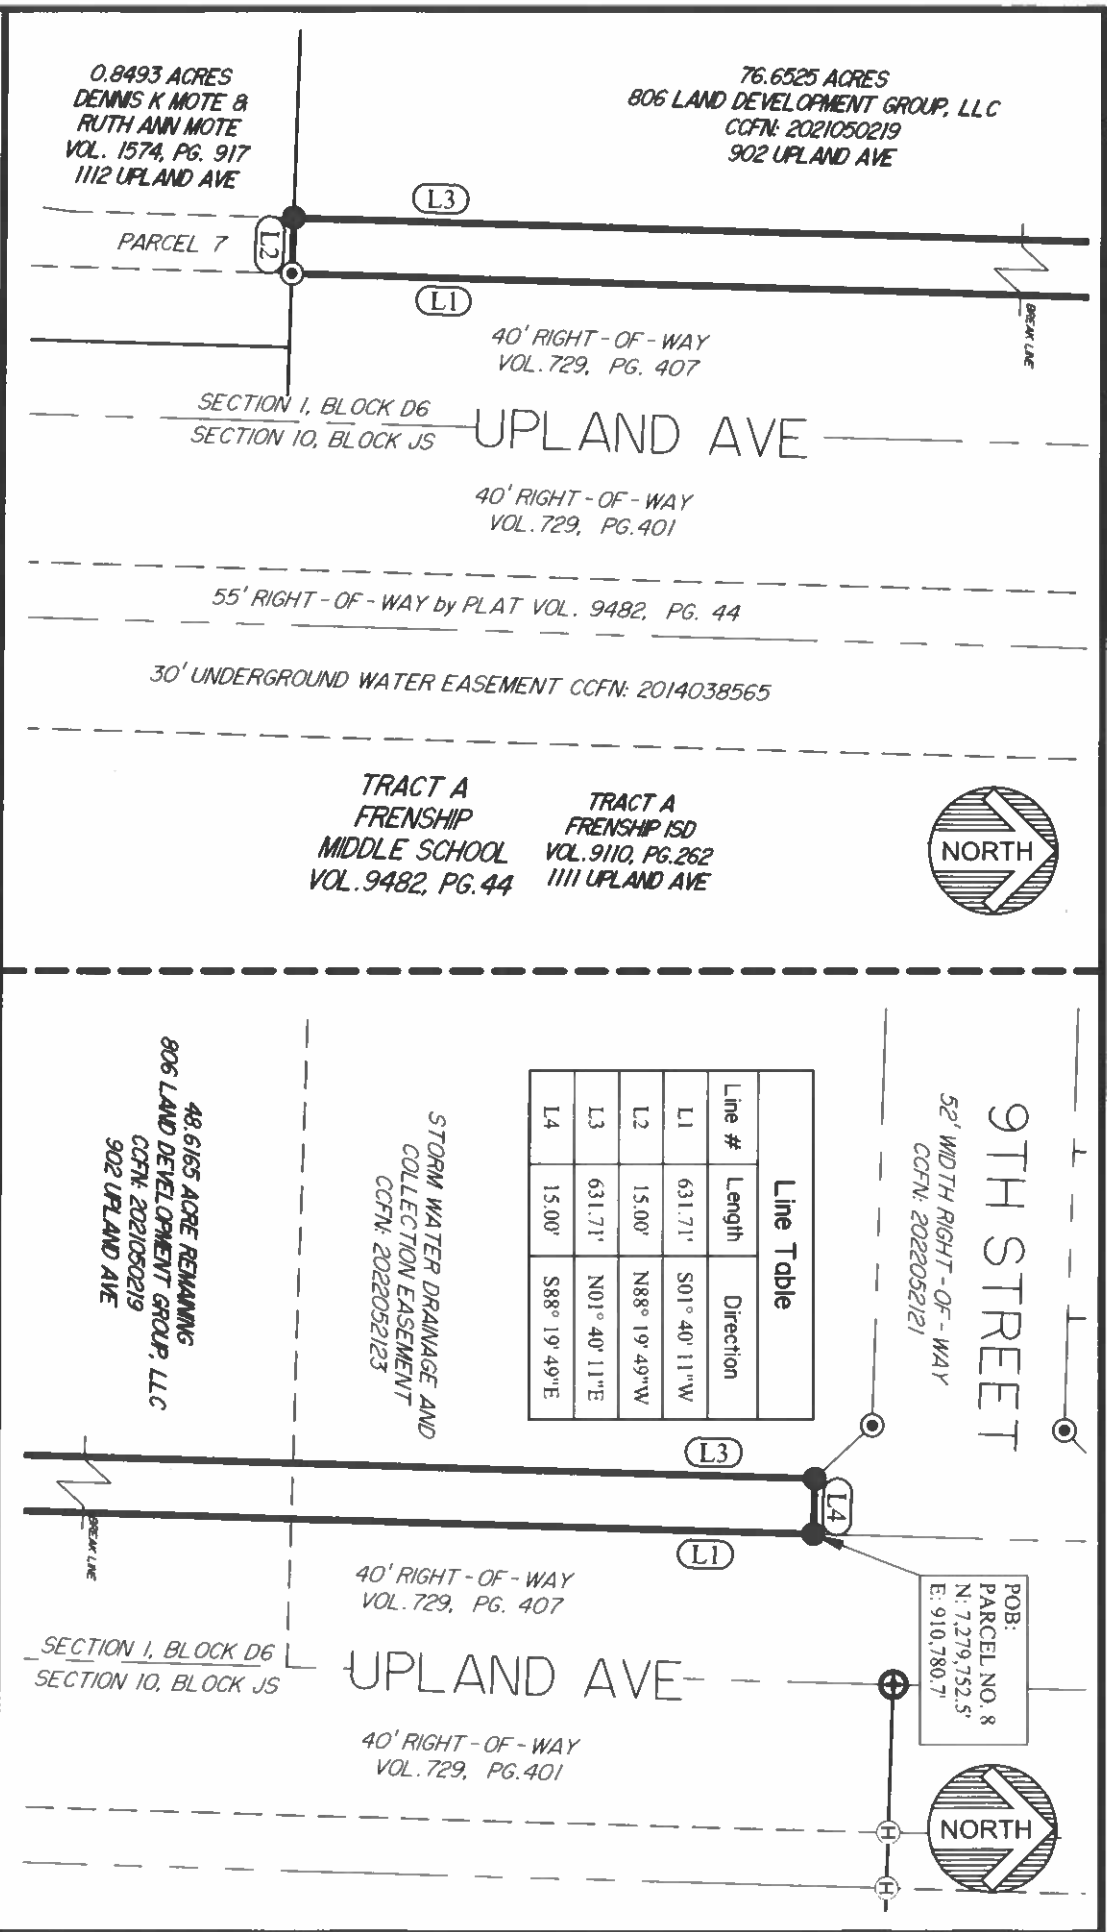 0.8493 ACRES
DENNIS K MOTE &
RUTH ANN MOTE
VOL. 1574, PG. 917
1112 UPLAND AVE
76.6525 ACRES
806 LAND DEVELOPMENT GROUP, LLC
CCFN: 2021050219
902 UPLAND AVE
L3
PARCEL 7
L2
L1
BREAK LINE
40' RIGHT-OF-WAY
VOL. 729, PG. 407
SECTION 1, BLOCK D6
SECTION 10, BLOCK JS
UPLAND AVE
40' RIGHT-OF-WAY
VOL. 729, PG. 401
55' RIGHT-OF-WAY by PLAT VOL. 9482, PG. 44
30' UNDERGROUND WATER EASEMENT CCFN: 2014038565
TRACT A
FRENSHIP
MIDDLE SCHOOL
VOL. 9482, PG. 44
TRACT A
FRENSHIP ISD
VOL. 9110, PG. 262
1111 UPLAND AVE
NORTH
9TH STREET
52' WIDTH RIGHT-OF-WAY
CCFN: 2022052121
Line Table
Line # Length Direction
L1 631.71' S01° 40' 11"W
L2 15.00' N88° 19' 49"W
L3 631.71' N01° 40' 11"E
L4 15.00' S88° 19' 49"E
STORM WATER DRAINAGE AND
COLLECTION EASEMENT
CCFN: 2022052123
48.6165 ACRE REMAINING
806 LAND DEVELOPMENT GROUP, LLC
CCFN: 2021050219
902 UPLAND AVE
L3
L4
L1
BREAK LINE
POB:
PARCEL NO. 8
N: 7,279,752.5'
E: 910,780.7'
40' RIGHT-OF-WAY
VOL. 729, PG. 407
SECTION 1, BLOCK D6
SECTION 10, BLOCK JS
UPLAND AVE
40' RIGHT-OF-WAY
VOL. 729, PG. 401
NORTH
H
H